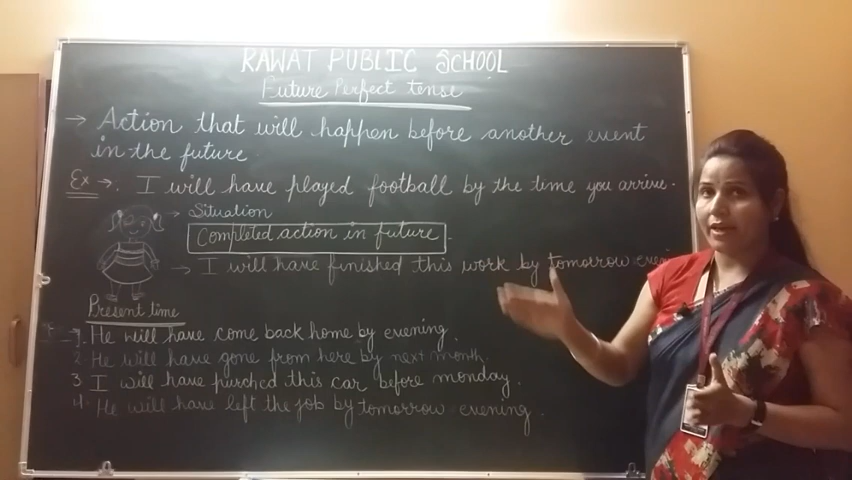 RAWAT PUBLIC SCHOOL
Future Perfect tense
→ Action that will happen before another event
in the future
Ex →. I will have played football by the time you arrive.
→ Situation
Completed action in future
→ I will have finished this work by tomorrow
Present time
1. He will have come back home by evening.
2. He will have gone from here by next month.
3 I will have purched this car before monday.
4. He will have left the job by tomorrow evening.